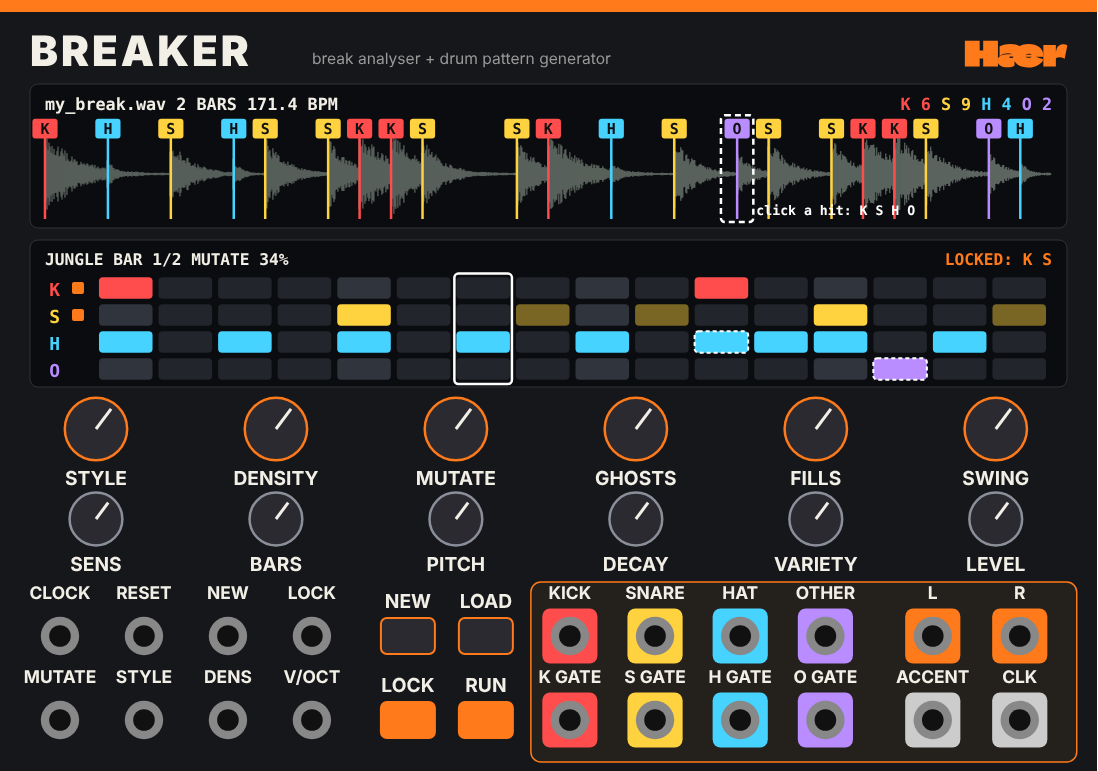 BREAKER
break analyser + drum pattern generator
Hær
my_break.wav 2 BARS 171.4 BPM
K 6 S 9 H 4 O 2
K H S H S S K K S S K H S O S S K K S O H
click a hit: K S H O
JUNGLE BAR 1/2 MUTATE 34%
LOCKED: K S
K
S
H
O
STYLE DENSITY MUTATE GHOSTS FILLS SWING
SENS BARS PITCH DECAY VARIETY LEVEL
CLOCK RESET NEW LOCK
NEW LOAD
KICK SNARE HAT OTHER L R
MUTATE STYLE DENS V/OCT
LOCK RUN
K GATE S GATE H GATE O GATE ACCENT CLK